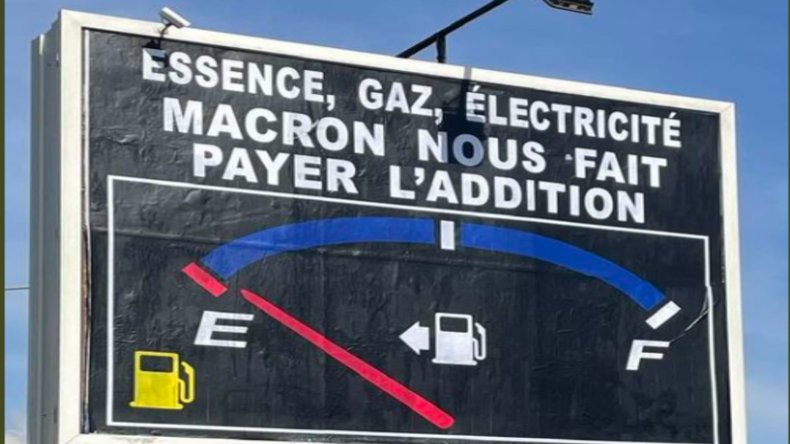 ESSENCE, GAZ, ÉLECTRICITÉ
MACRON NOUS FAIT
PAYER L'ADDITION
E
F